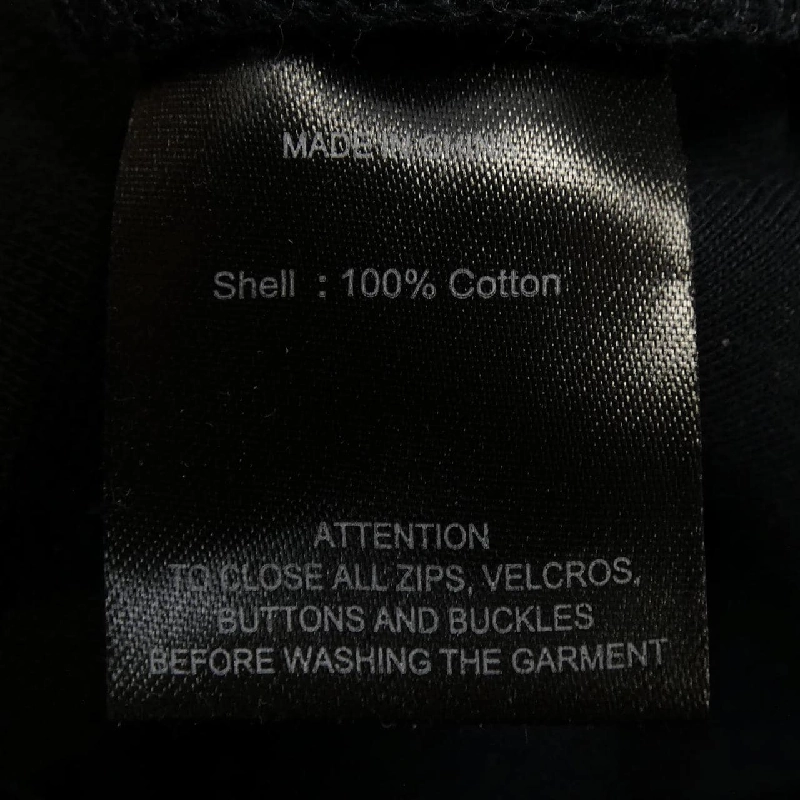 MADE IN CHINA
Shell : 100% Cotton
ATTENTION
TO CLOSE ALL ZIPS, VELCROS,
BUTTONS AND BUCKLES
BEFORE WASHING THE GARMENT